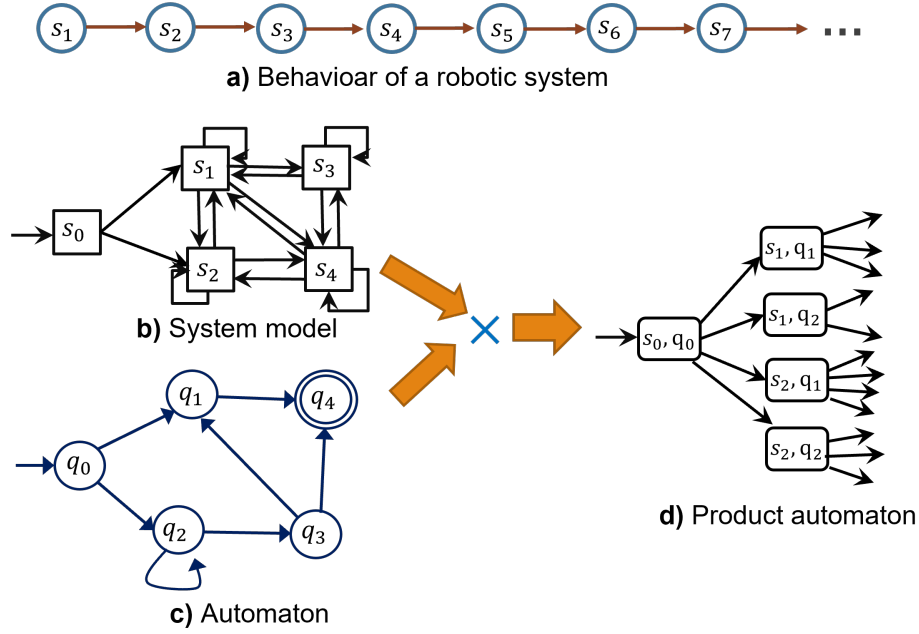 s₁ s₂ s₃ s₄ s₅ s₆ s₇ ...
a) Behavioar of a robotic system
s₁ s₃
s₀
s₂ s₄
b) System model
s₁, q₁
s₁, q₂
s₀, q₀
s₂, q₁
s₂, q₂
d) Product automaton
q₁ q₄
q₀
q₂ q₃
c) Automaton